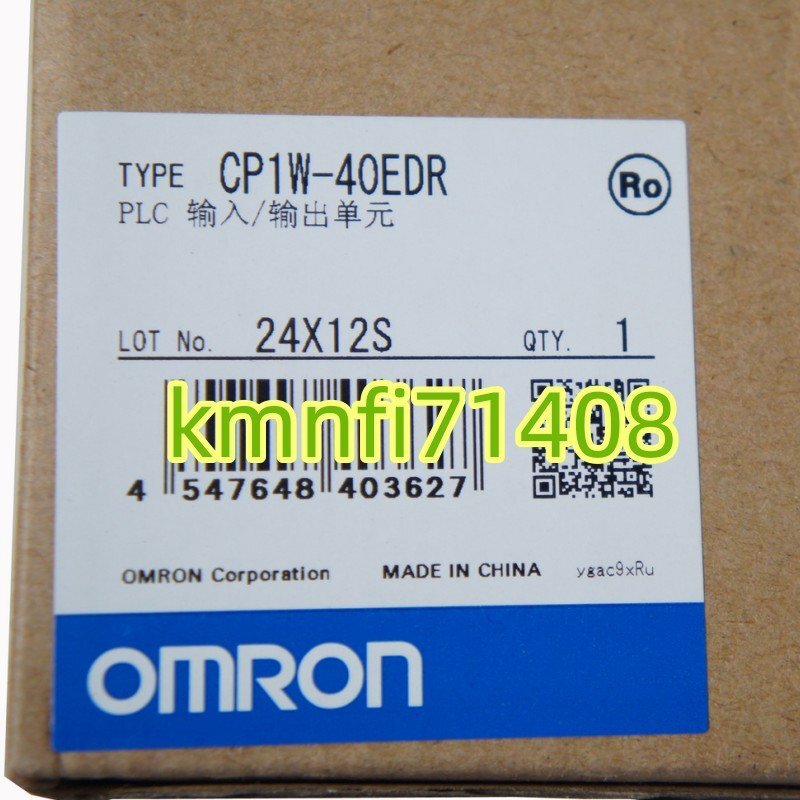 TYPE CP1W-40EDR
Ro
PLC 输入/输出单元
LOT No. 24X12S QTY. 1
kmnfi71408
4 547648 403627
OMRON Corporation MADE IN CHINA ygac9xRu
OMRON